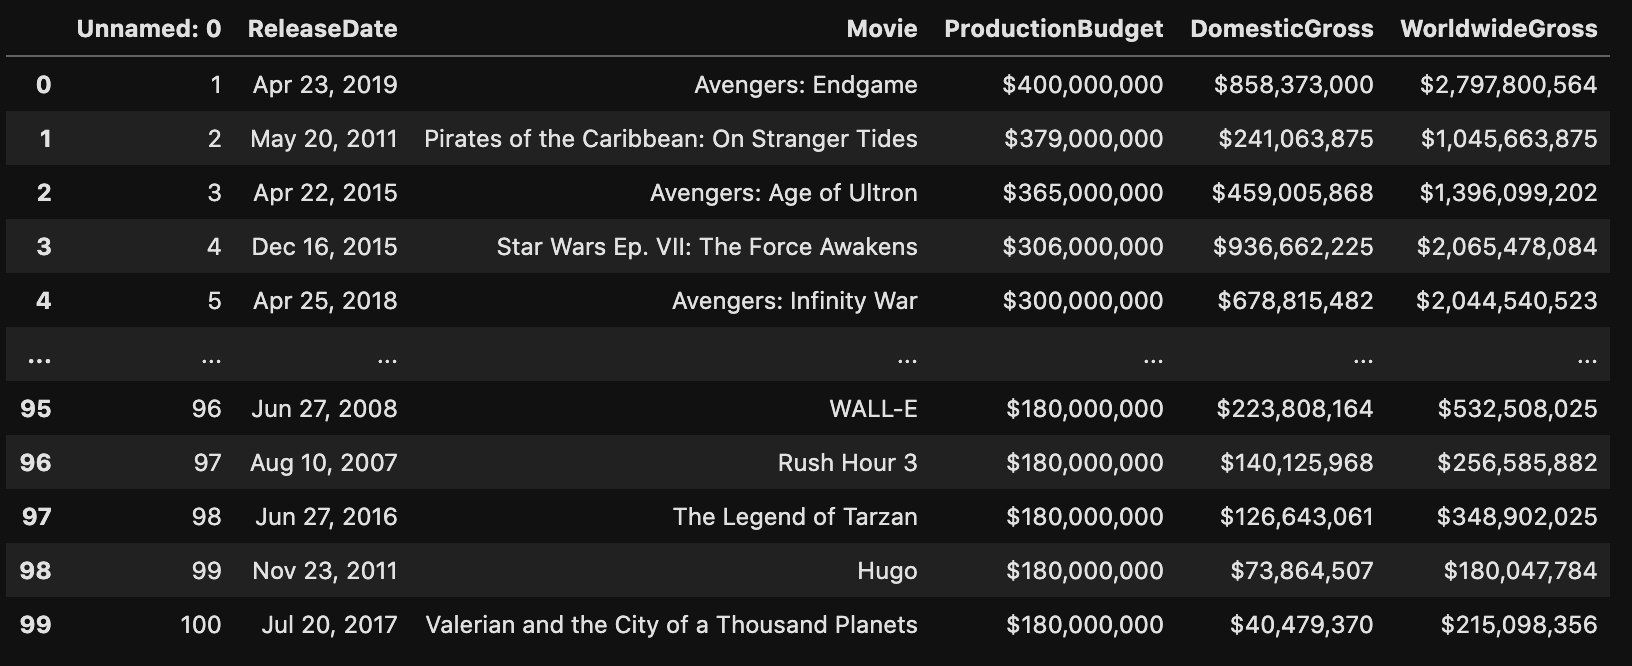 Unnamed: 0 ReleaseDate Movie ProductionBudget DomesticGross WorldwideGross
0 1 Apr 23, 2019 Avengers: Endgame $400,000,000 $858,373,000 $2,797,800,564
1 2 May 20, 2011 Pirates of the Caribbean: On Stranger Tides $379,000,000 $241,063,875 $1,045,663,875
2 3 Apr 22, 2015 Avengers: Age of Ultron $365,000,000 $459,005,868 $1,396,099,202
3 4 Dec 16, 2015 Star Wars Ep. VII: The Force Awakens $306,000,000 $936,662,225 $2,065,478,084
4 5 Apr 25, 2018 Avengers: Infinity War $300,000,000 $678,815,482 $2,044,540,523
... ... ... ... ... ... ...
95 96 Jun 27, 2008 WALL-E $180,000,000 $223,808,164 $532,508,025
96 97 Aug 10, 2007 Rush Hour 3 $180,000,000 $140,125,968 $256,585,882
97 98 Jun 27, 2016 The Legend of Tarzan $180,000,000 $126,643,061 $348,902,025
98 99 Nov 23, 2011 Hugo $180,000,000 $73,864,507 $180,047,784
99 100 Jul 20, 2017 Valerian and the City of a Thousand Planets $180,000,000 $40,479,370 $215,098,356